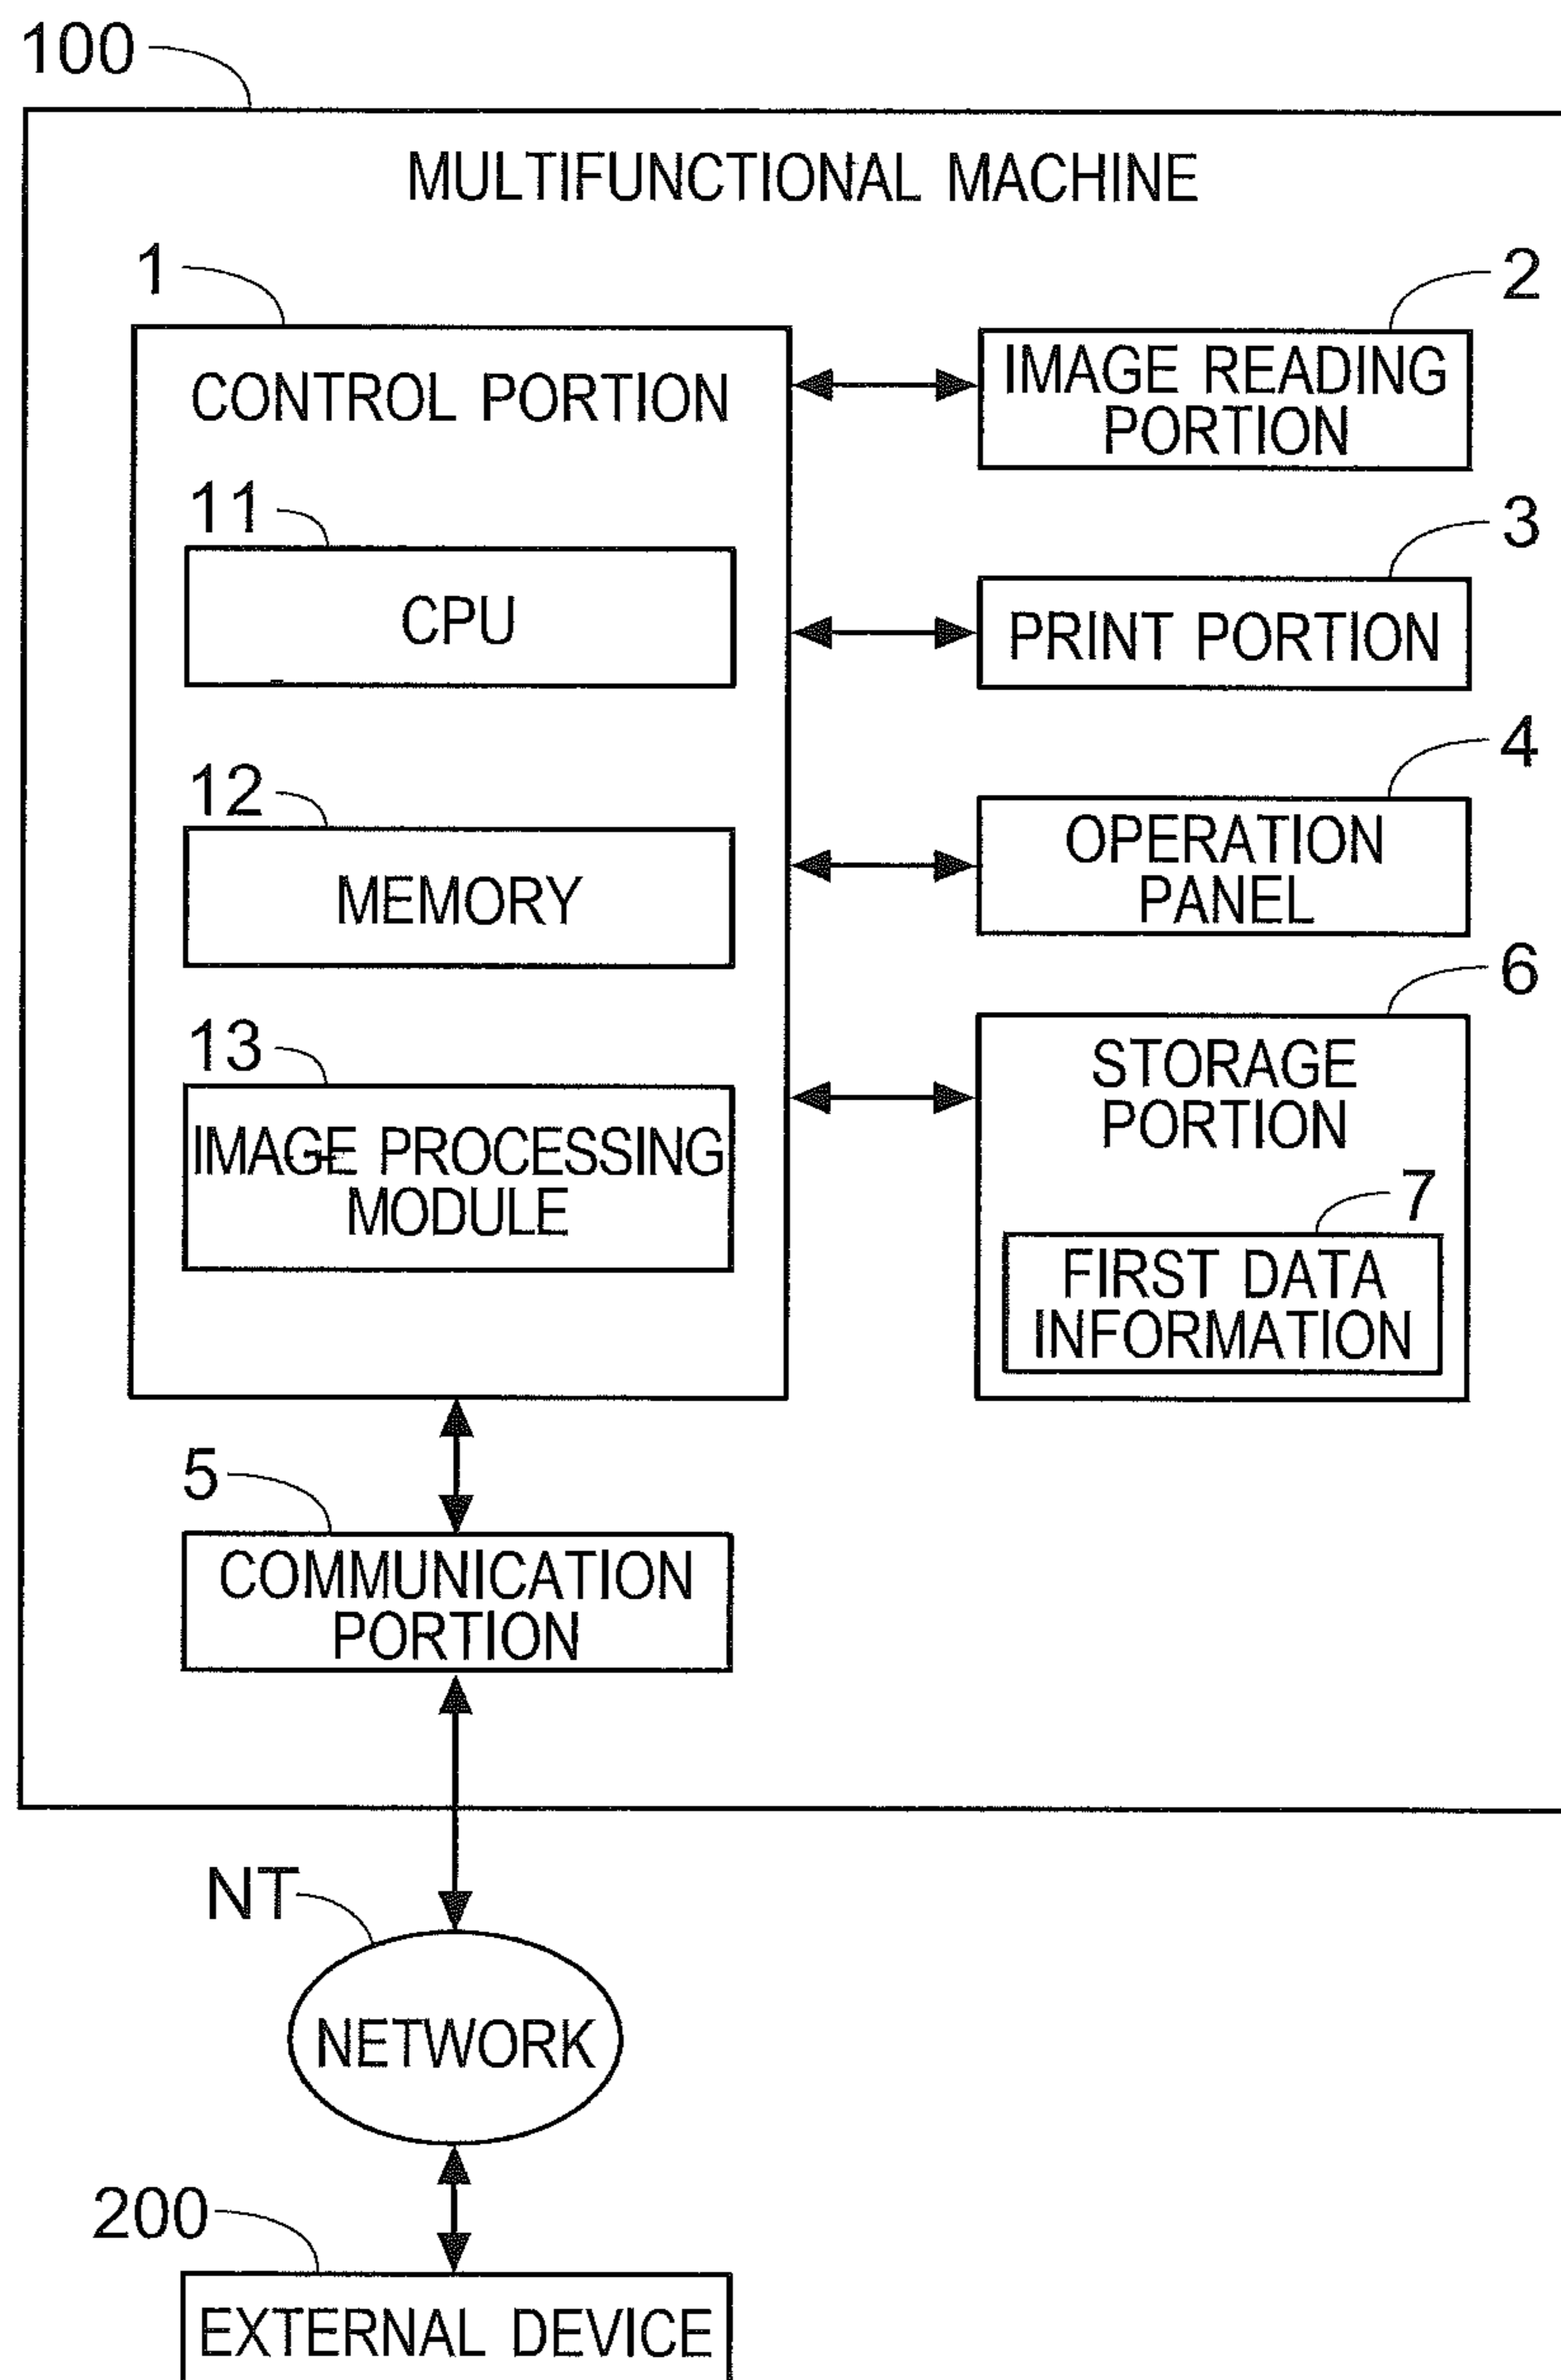 100
MULTIFUNCTIONAL MACHINE
1
CONTROL PORTION
11
CPU
12
MEMORY
13
IMAGE PROCESSING
MODULE
2
IMAGE READING
PORTION
3
PRINT PORTION
4
OPERATION
PANEL
6
STORAGE
PORTION
7
FIRST DATA
INFORMATION
5
COMMUNICATION
PORTION
NT
NETWORK
200
EXTERNAL DEVICE